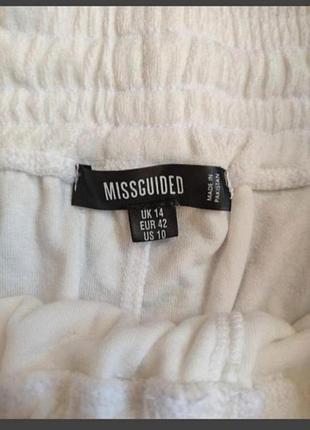 MISSGUIDED
MADE IN
PAKISTAN
UK 14
EUR 42
US 10